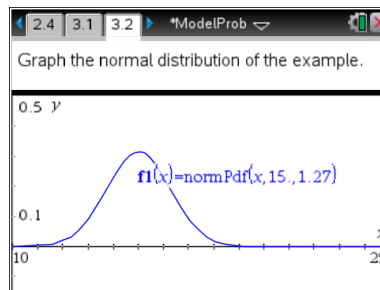 2.4 3.1 3.2 *ModelProb
Graph the normal distribution of the example.
0.5 y
f1(x)=normPdf(x,15.,1.27)
0.1
x
10